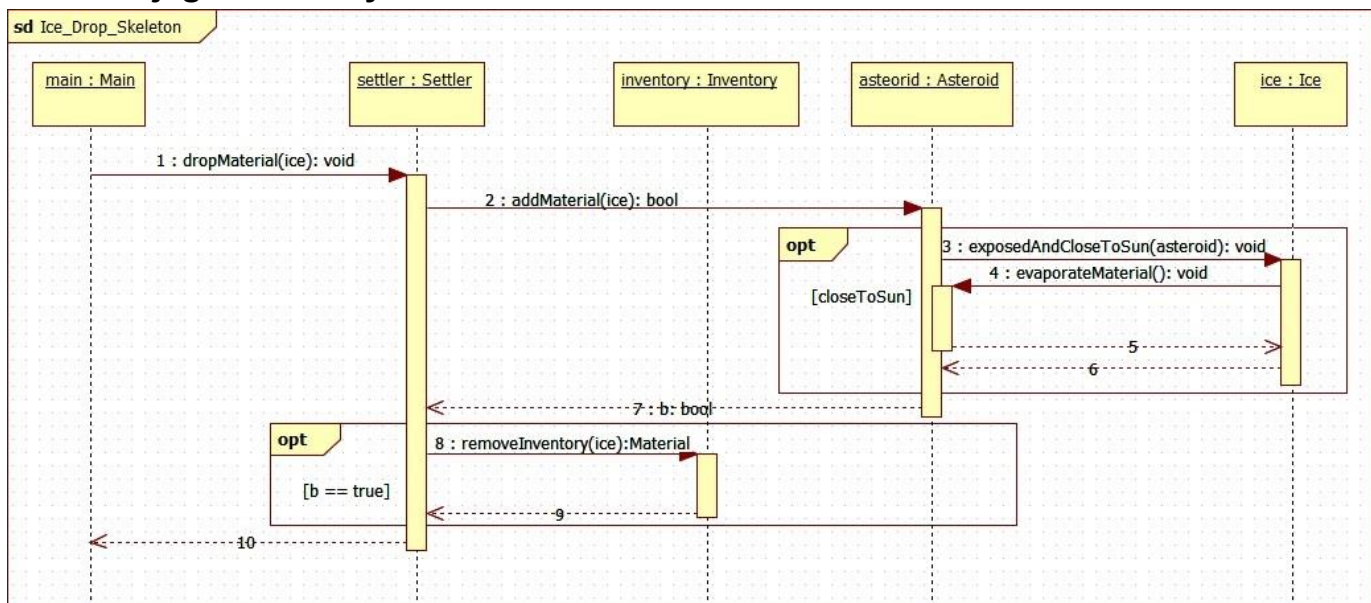 sd Ice_Drop_Skeleton
main : Main
settler : Settler
inventory : Inventory
asteorid : Asteroid
ice : Ice
1 : dropMaterial(ice): void
2 : addMaterial(ice): bool
opt
3 : exposedAndCloseToSun(asteroid): void
4 : evaporateMaterial(): void
[closeToSun]
5
6
7 : b: bool
opt
8 : removeInventory(ice):Material
[b == true]
9
10